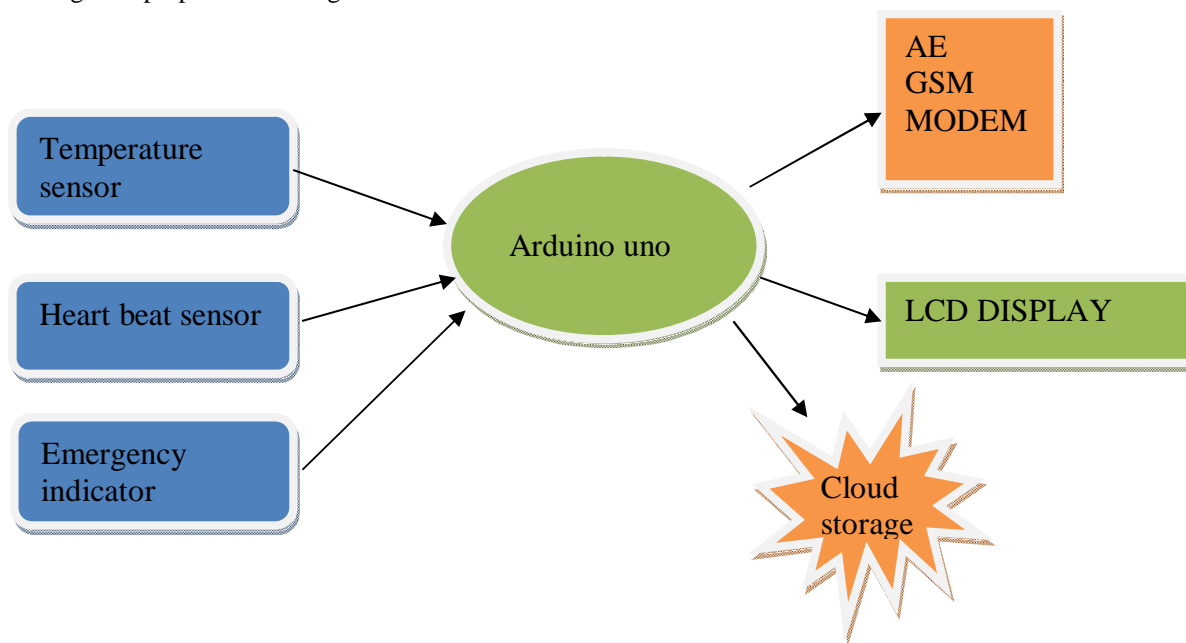 Temperature
sensor
Heart beat sensor
Emergency
indicator
Arduino uno
AE
GSM
MODEM
LCD DISPLAY
Cloud
storage